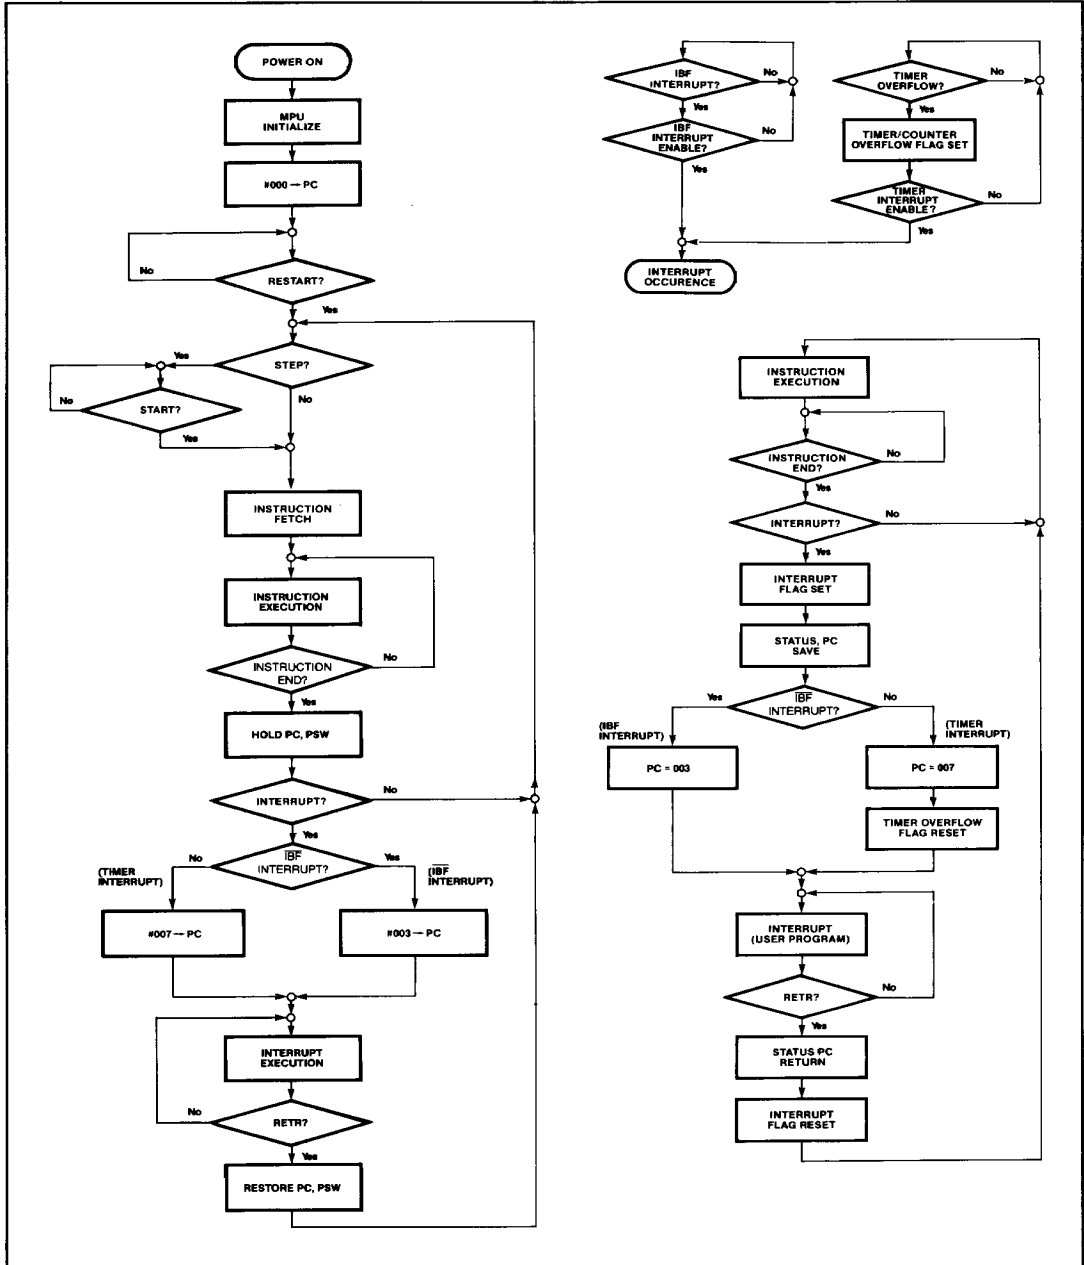 POWER ON
MPU
INITIALIZE
#000 → PC
No
RESTART?
Yes
Yes
STEP?
No
No
START?
Yes
INSTRUCTION
FETCH
INSTRUCTION
EXECUTION
No
INSTRUCTION
END?
Yes
HOLD PC, PSW
INTERRUPT?
No
Yes
No
IBF
INTERRUPT?
Yes
(TIMER
INTERRUPT)
(IBF
INTERRUPT)
#007 → PC
#003 → PC
INTERRUPT
EXECUTION
No
RETR?
Yes
RESTORE PC, PSW
IBF
INTERRUPT?
No
Yes
IBF
INTERRUPT
ENABLE?
No
Yes
TIMER
OVERFLOW?
No
Yes
TIMER/COUNTER
OVERFLOW FLAG SET
TIMER
INTERRUPT
ENABLE?
No
Yes
INTERRUPT
OCCURENCE
INSTRUCTION
EXECUTION
INSTRUCTION
END?
No
Yes
INTERRUPT?
No
Yes
INTERRUPT
FLAG SET
STATUS, PC
SAVE
Yes
IBF
INTERRUPT?
No
(IBF
INTERRUPT)
(TIMER
INTERRUPT)
PC = 003
PC = 007
TIMER OVERFLOW
FLAG RESET
INTERRUPT
(USER PROGRAM)
RETR?
No
Yes
STATUS PC
RETURN
INTERRUPT
FLAG RESET